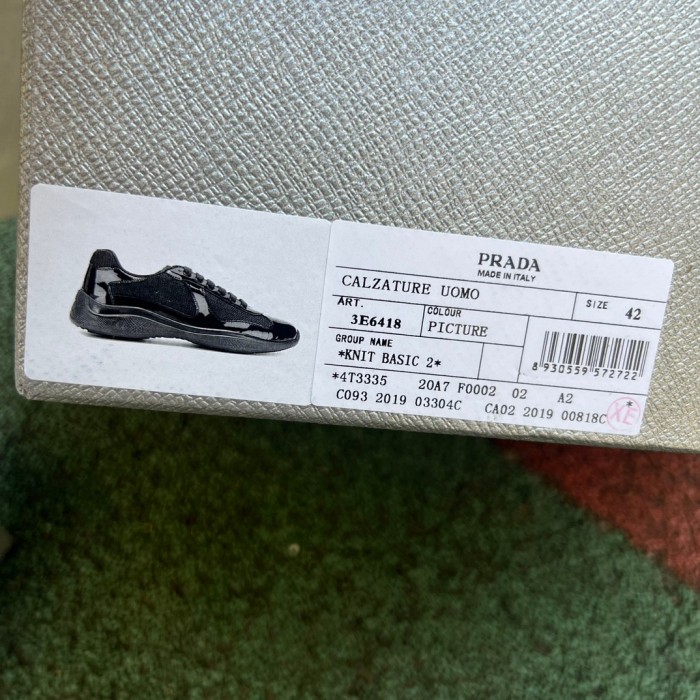 PRADA
MADE IN ITALY
CALZATURE UOMO
SIZE 42
ART.
3E6418
COLOUR
PICTURE
GROUP NAME
*KNIT BASIC 2*
8 930559 572722
*4T3335 20A7 F0002 02 A2
C093 2019 03304C CA02 2019 00818C
*
XE